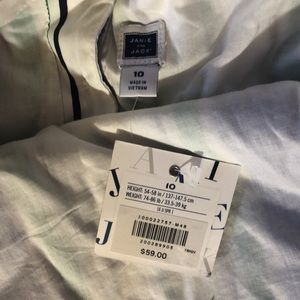 JANIE
AND
JACK
10
MADE IN
VIETNAM
10
HEIGHT: 54-58 in / 137-147.5 cm
WEIGHT: 74-86 lb / 33.5-39 kg
200289905
$59.00